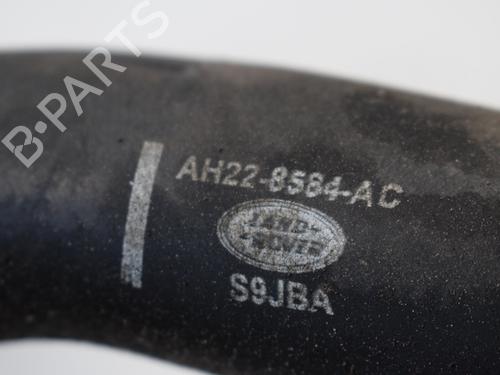 B-PARTS
AH22-8584-AC
LAND-
ROVER
S9JBA